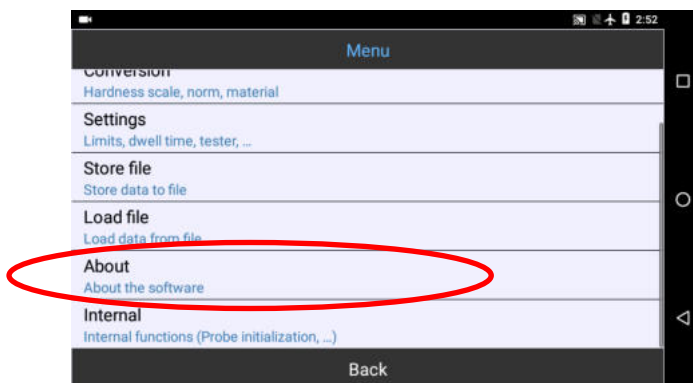 2:52
Menu
Conversion
Hardness scale, norm, material
Settings
Limits, dwell time, tester, ...
Store file
Store data to file
Load file
Load data from file
About
About the software
Internal
Internal functions (Probe initialization, ...)
Back